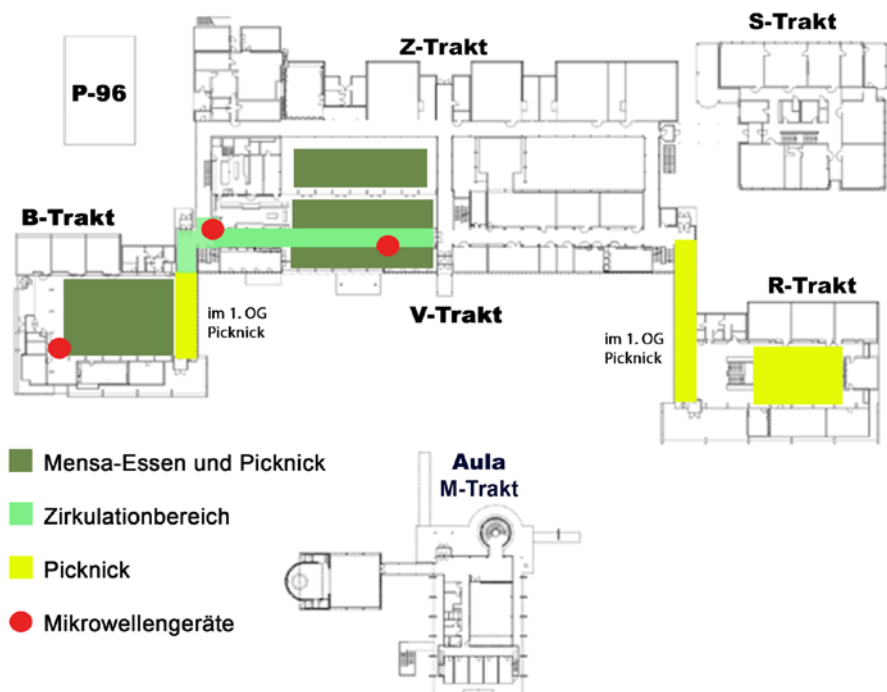 S-Trakt
Z-Trakt
P-96
B-Trakt
im 1. OG
Picknick
V-Trakt
R-Trakt
im 1. OG
Picknick
Mensa-Essen und Picknick
Zirkulationbereich
Picknick
Mikrowellengeräte
Aula
M-Trakt